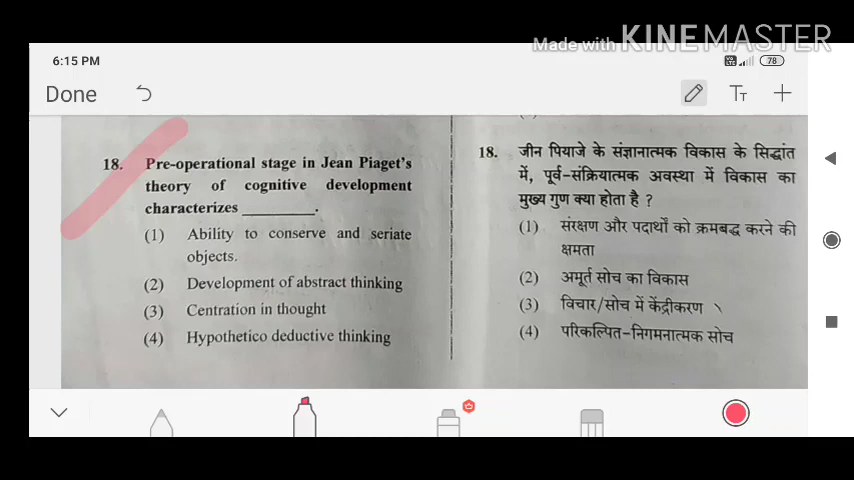 Made with KINEMASTER
6:15 PM
78
Done
18. Pre-operational stage in Jean Piaget's
theory of cognitive development
characterizes __________.
(1) Ability to conserve and seriate
objects.
(2) Development of abstract thinking
(3) Centration in thought
(4) Hypothetico deductive thinking
18. जीन पियाजे के संज्ञानात्मक विकास के सिद्धांत
में, पूर्व-संक्रियात्मक अवस्था में विकास का
मुख्य गुण क्या होता है ?
(1) संरक्षण और पदार्थों को क्रमबद्ध करने की
क्षमता
(2) अमूर्त सोच का विकास
(3) विचार/सोच में केंद्रीकरण
(4) परिकल्पित-निगमनात्मक सोच